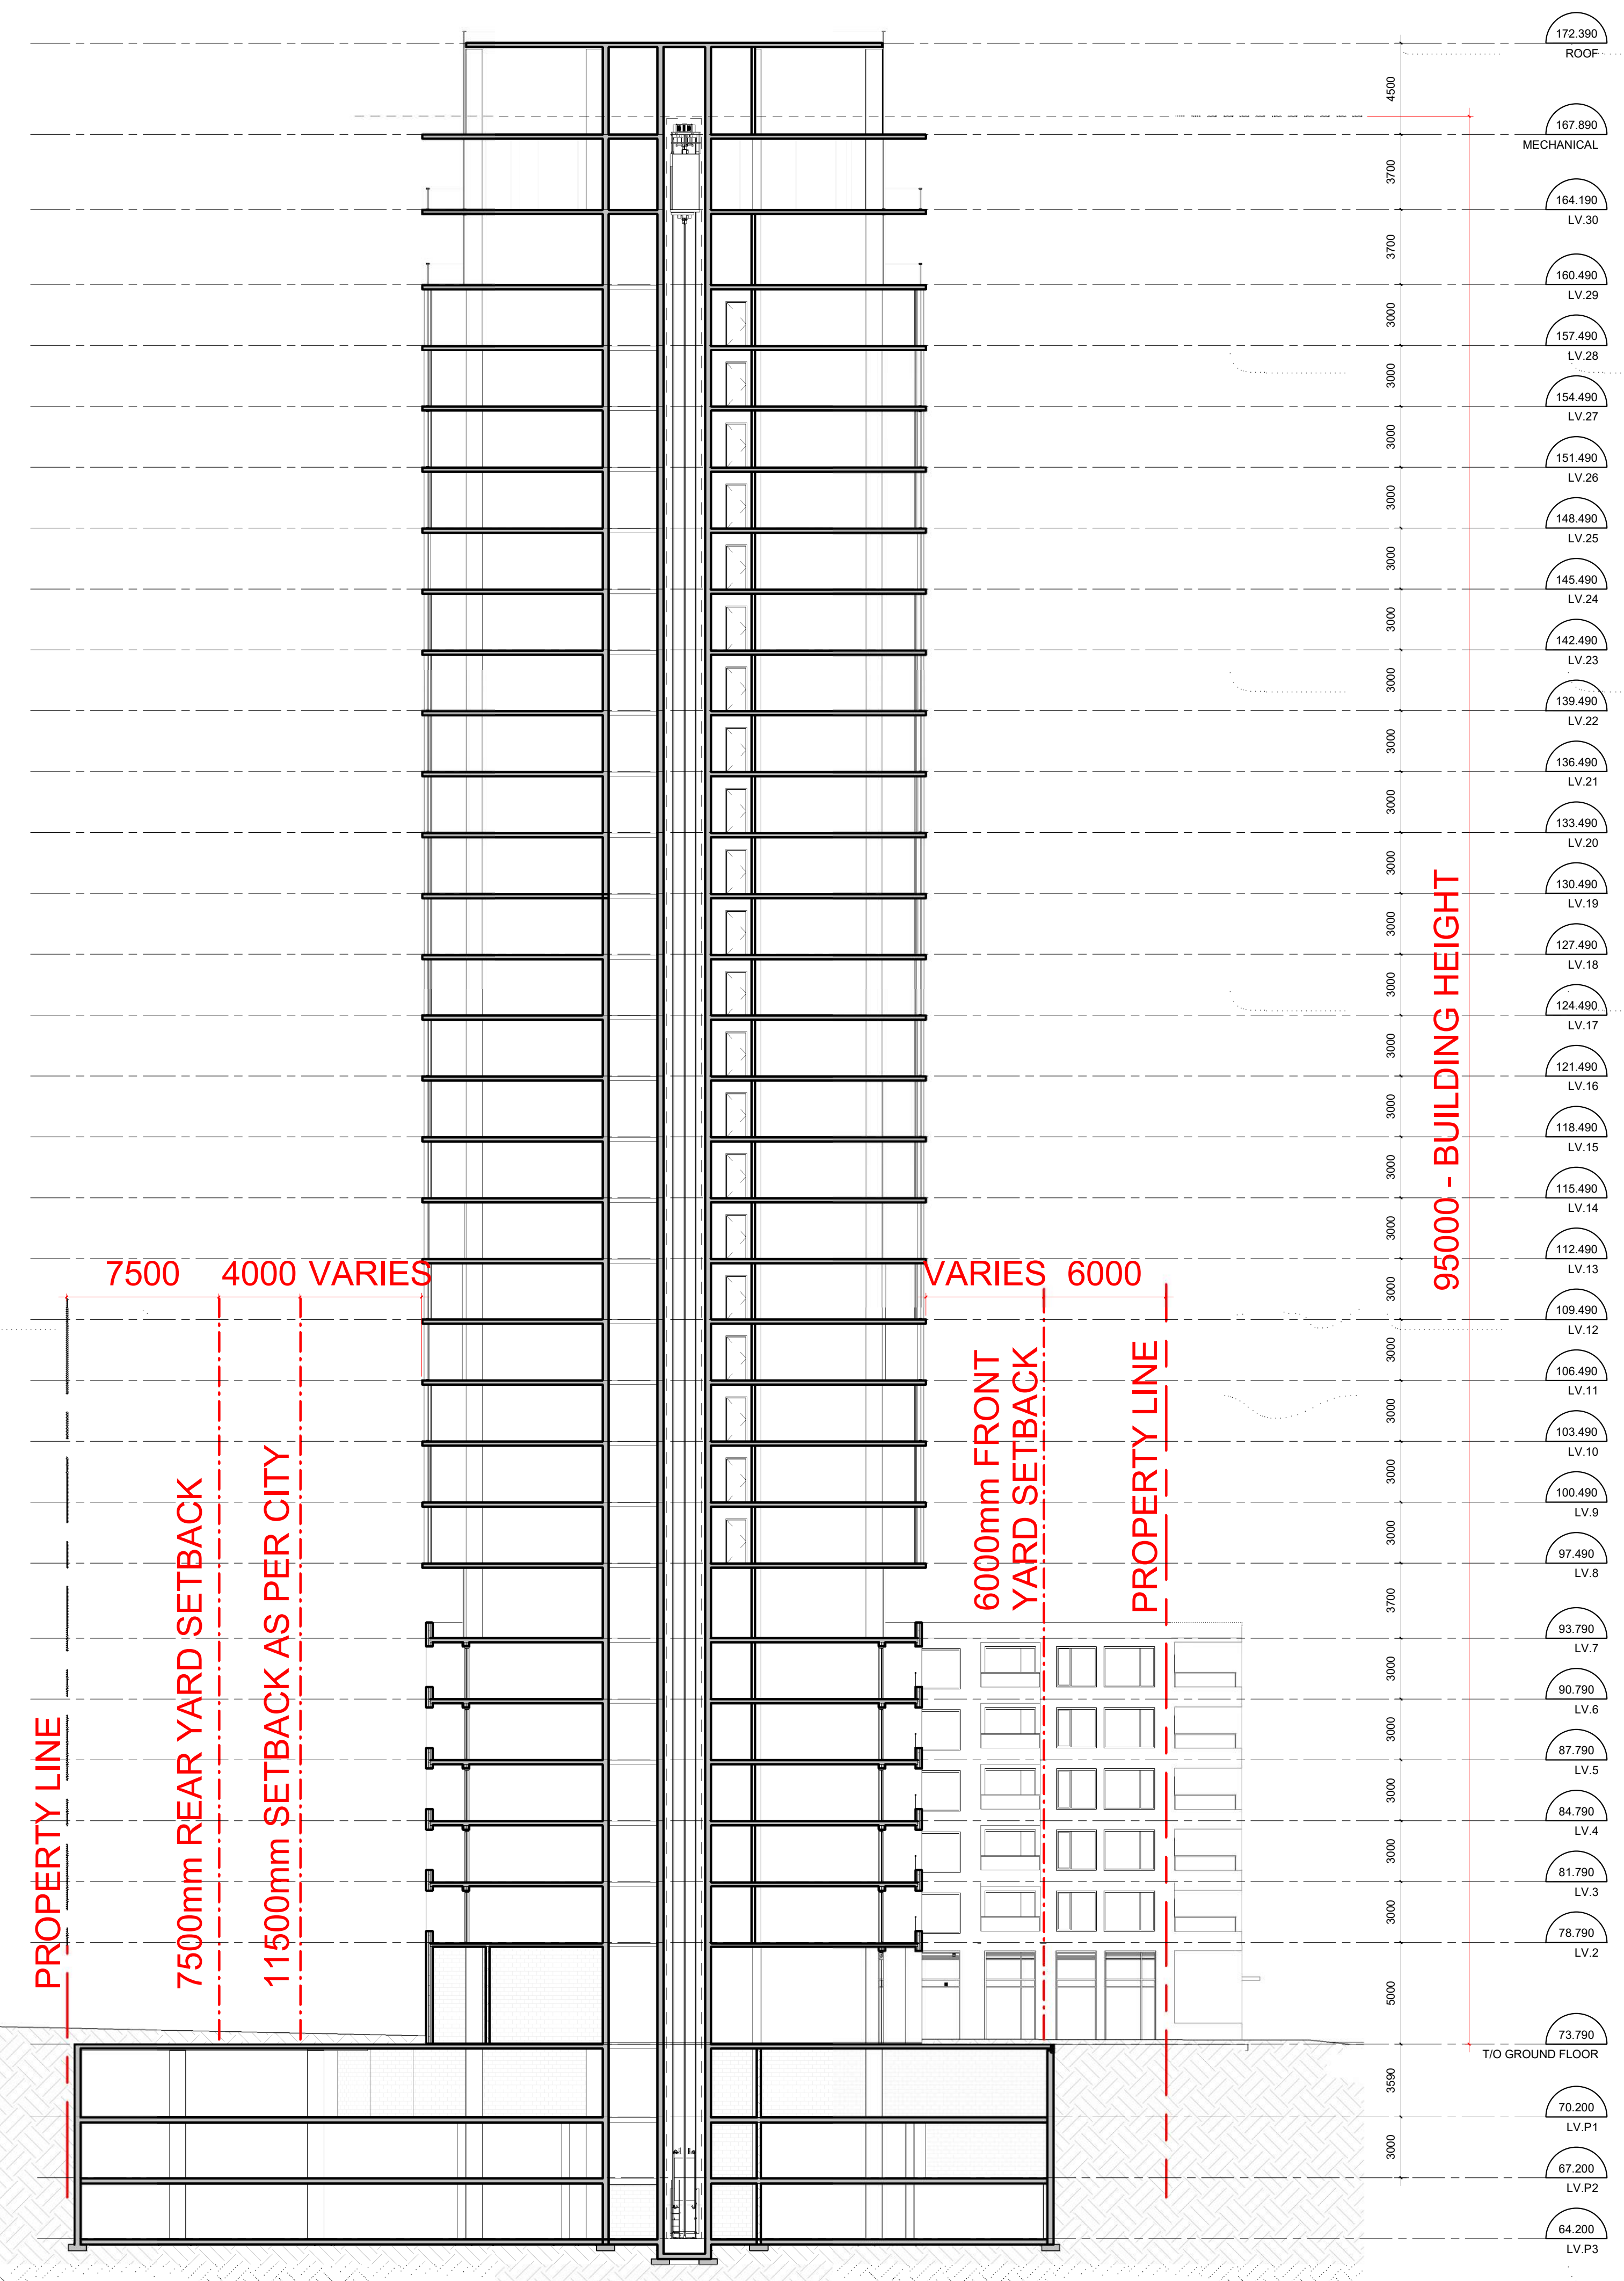 172.390
ROOF
4500
167.890
MECHANICAL
3700
164.190
LV.30
3700
160.490
LV.29
3000
157.490
LV.28
3000
154.490
LV.27
3000
151.490
LV.26
3000
148.490
LV.25
3000
145.490
LV.24
3000
142.490
LV.23
3000
139.490
LV.22
3000
136.490
LV.21
3000
133.490
LV.20
3000
130.490
LV.19
3000
127.490
LV.18
3000
124.490
LV.17
3000
121.490
LV.16
3000
118.490
LV.15
3000
115.490
LV.14
3000
112.490
LV.13
3000
109.490
LV.12
3000
106.490
LV.11
3000
103.490
LV.10
3000
100.490
LV.9
3000
97.490
LV.8
3700
93.790
LV.7
3000
90.790
LV.6
3000
87.790
LV.5
3000
84.790
LV.4
3000
81.790
LV.3
3000
78.790
LV.2
5000
73.790
T/O GROUND FLOOR
3590
70.200
LV.P1
3000
67.200
LV.P2
64.200
LV.P3
95000 - BUILDING HEIGHT
7500 4000 VARIES
VARIES 6000
PROPERTY LINE
7500mm REAR YARD SETBACK
11500mm SETBACK AS PER CITY
6000mm FRONT
YARD SETBACK
PROPERTY LINE